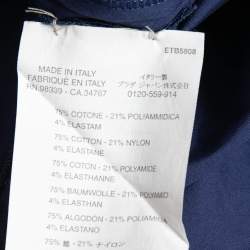 ETB5808
MADE IN ITALY
FABRIQUÉ EN ITALY
RN 98339 - CA.34767
イタリー製
プラダ ジャパン株式会社
0120-559-914
75% COTONE - 21% POLIAMMIDICA
4% ELASTAM
75% COTTON - 21% NYLON
4% ELASTANE
75% COTON - 21% POLYAMIDE
4% ELASTHANNE
75% BAUMWOLLE - 21% POLYAMID
4% ELASTHAN
75% ALGODON - 21% POLIAMIDA
4% ELASTANO
75% 綿 - 21% ナイロン